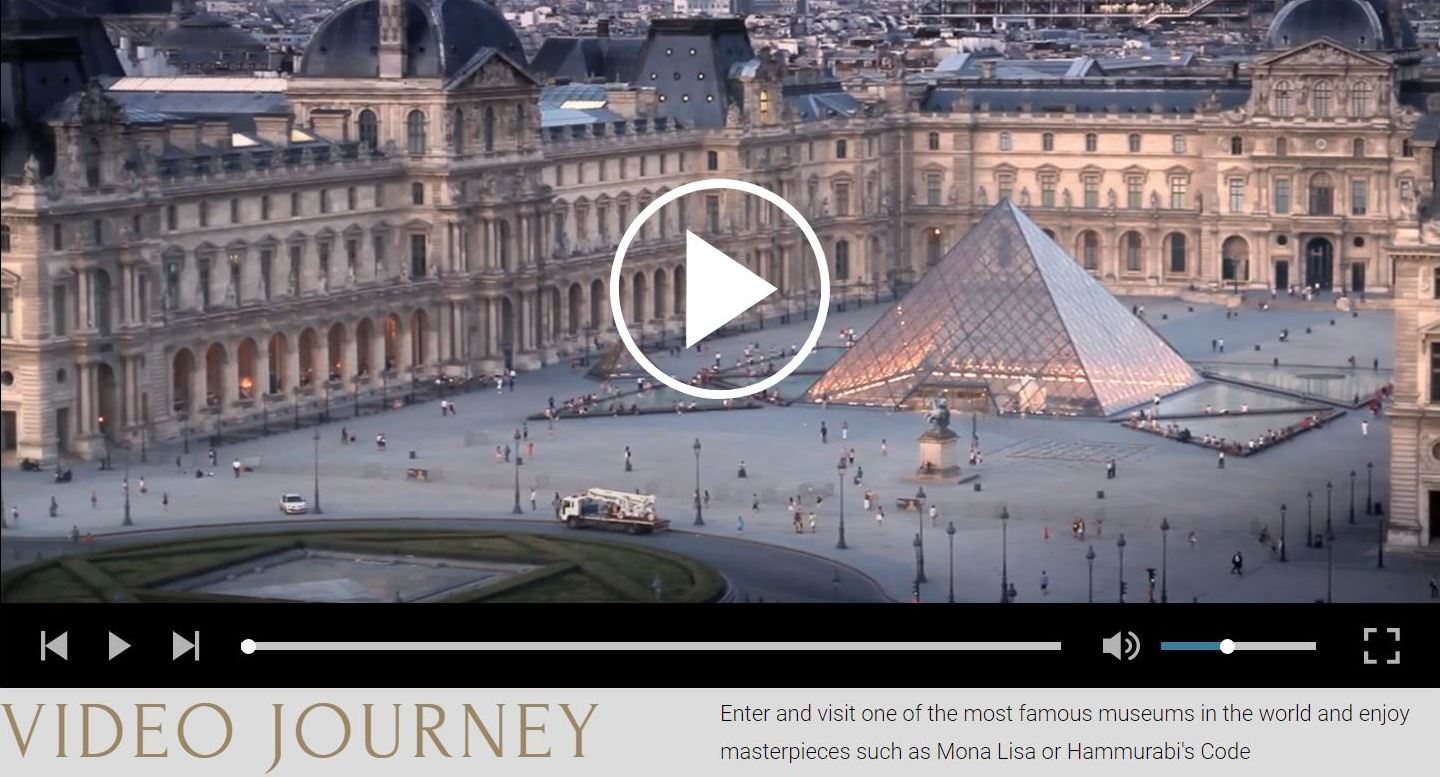 VIDEO JOURNEY
Enter and visit one of the most famous museums in the world and enjoy
masterpieces such as Mona Lisa or Hammurabi's Code